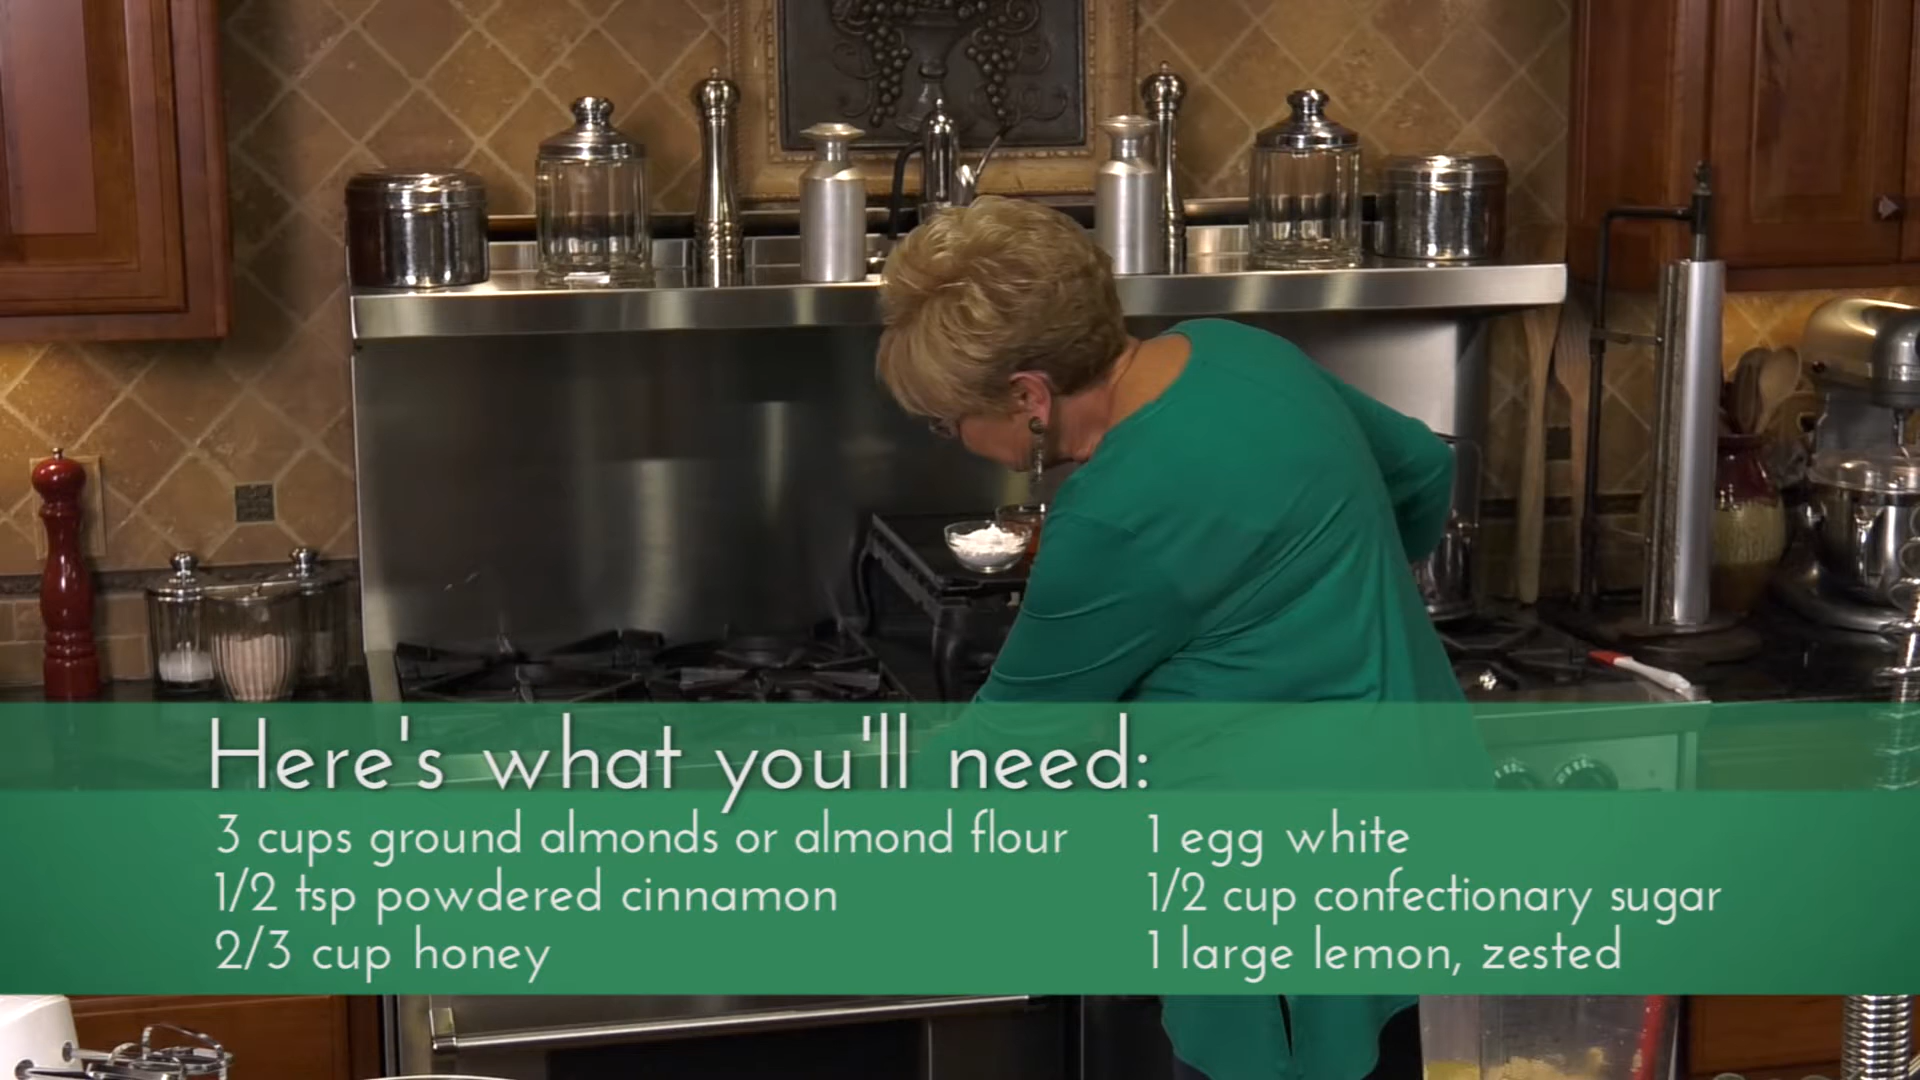 Here's what you'll need:
3 cups ground almonds or almond flour
1/2 tsp powdered cinnamon
2/3 cup honey
1 egg white
1/2 cup confectionary sugar
1 large lemon, zested